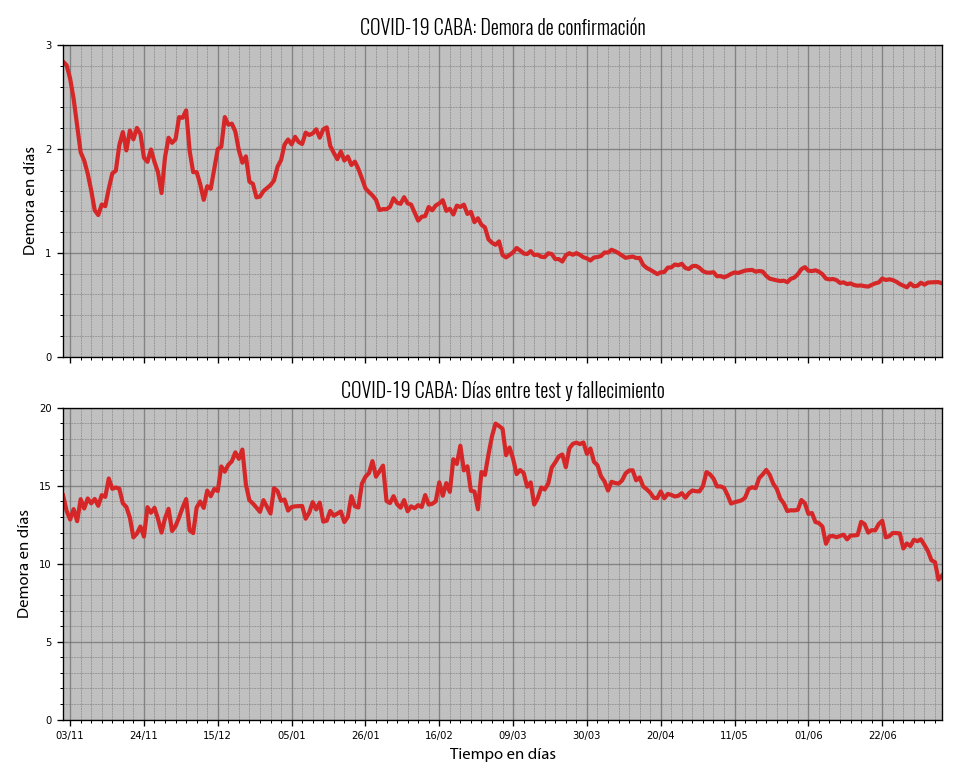 COVID-19 CABA: Demora de confirmación
3
2
1
0
Demora en días
COVID-19 CABA: Días entre test y fallecimiento
20
15
10
5
0
Demora en días
03/11 24/11 15/12 05/01 26/01 16/02 09/03 30/03 20/04 11/05 01/06 22/06
Tiempo en días